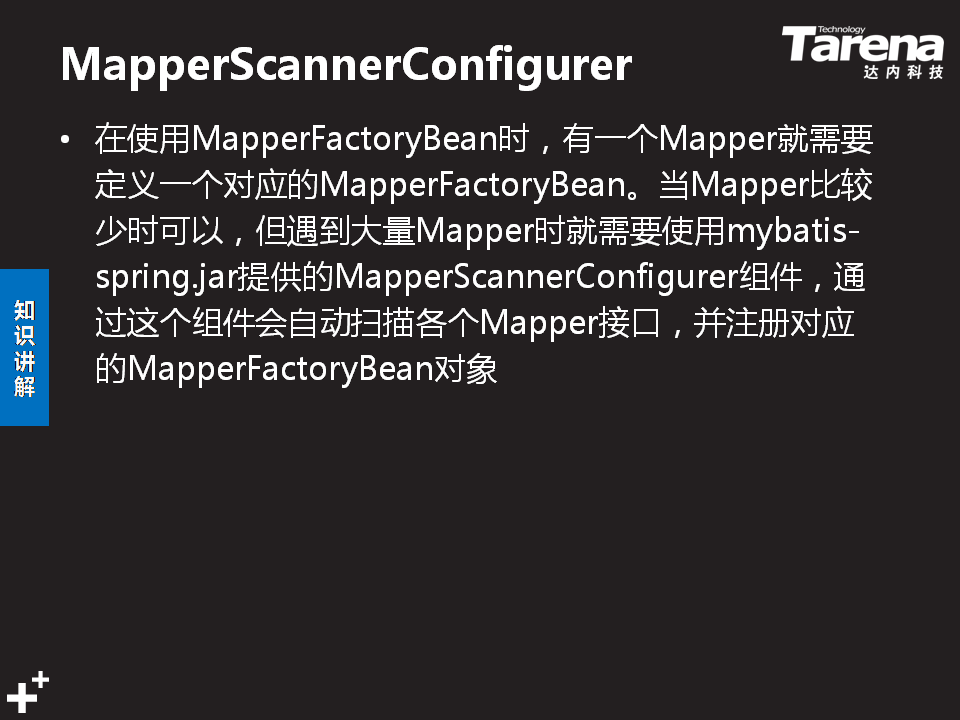 MapperScannerConfigurer
Technology
Tarena
达内科技
• 在使用MapperFactoryBean时，有一个Mapper就需要
定义一个对应的MapperFactoryBean。当Mapper比较
少时可以，但遇到大量Mapper时就需要使用mybatis-
spring.jar提供的MapperScannerConfigurer组件，通
过这个组件会自动扫描各个Mapper接口，并注册对应
的MapperFactoryBean对象
知
识
讲
解